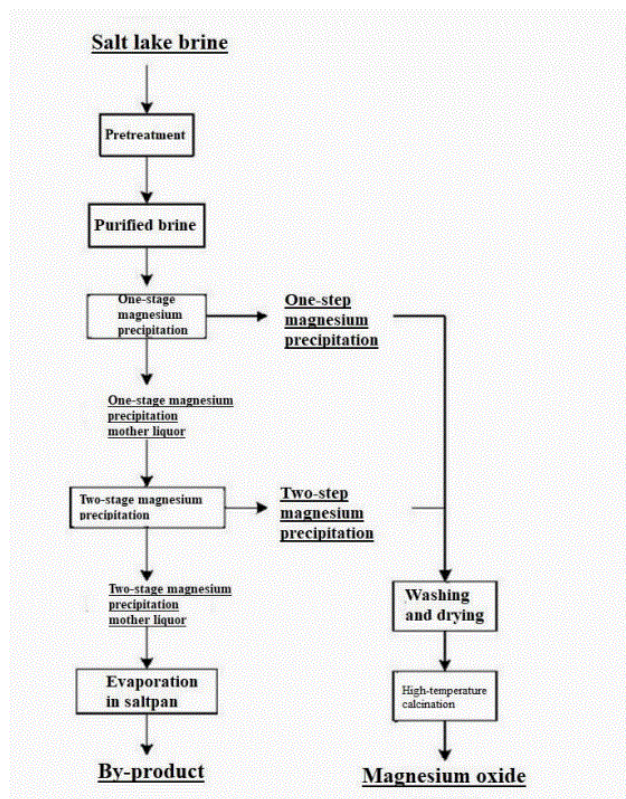 Salt lake brine
Pretreatment
Purified brine
One-stage
magnesium
precipitation
One-step
magnesium
precipitation
One-stage magnesium
precipitation
mother liquor
Two-stage magnesium
precipitation
Two-step
magnesium
precipitation
Two-stage magnesium
precipitation
mother liquor
Washing
and drying
Evaporation
in saltpan
High-temperature
calcination
By-product
Magnesium oxide